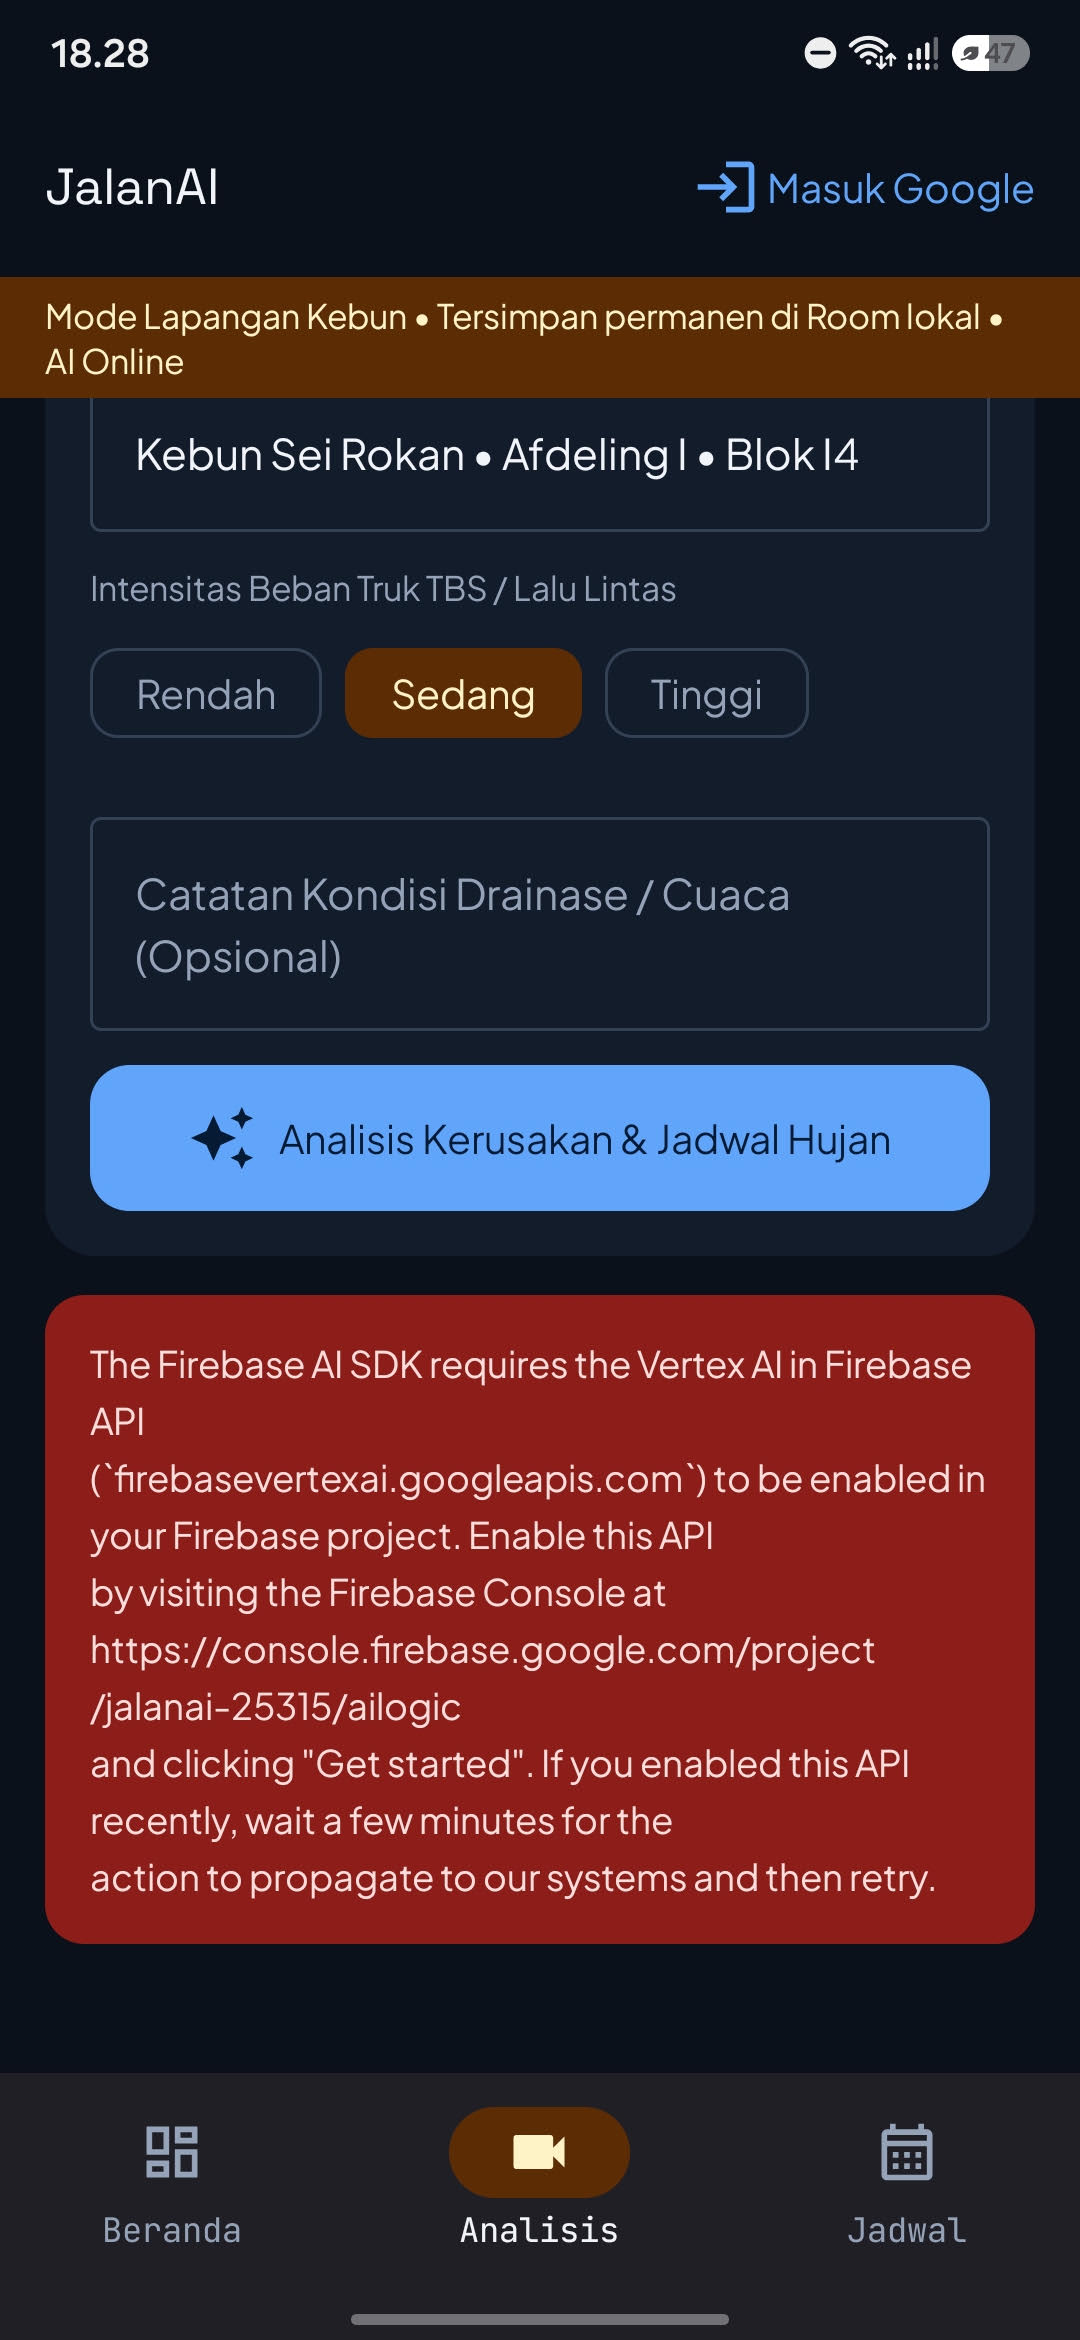 18.28
47
JalanAI
Masuk Google
Mode Lapangan Kebun • Tersimpan permanen di Room lokal •
AI Online
Kebun Sei Rokan • Afdeling I • Blok I4
Intensitas Beban Truk TBS / Lalu Lintas
Rendah
Sedang
Tinggi
Catatan Kondisi Drainase / Cuaca
(Opsional)
Analisis Kerusakan & Jadwal Hujan
The Firebase AI SDK requires the Vertex AI in Firebase
API
(`firebasevertexai.googleapis.com`) to be enabled in
your Firebase project. Enable this API
by visiting the Firebase Console at
https://console.firebase.google.com/project
/jalanai-25315/ailogic
and clicking "Get started". If you enabled this API
recently, wait a few minutes for the
action to propagate to our systems and then retry.
Beranda
Analisis
Jadwal